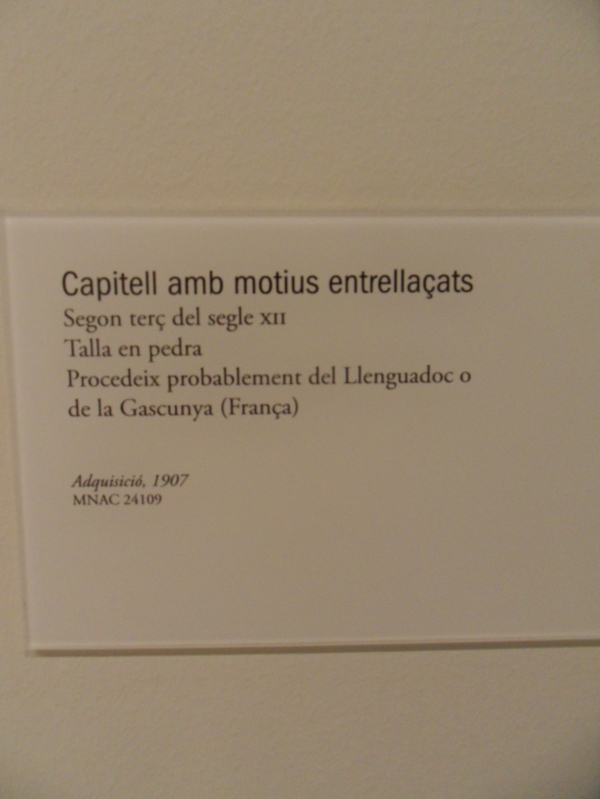 Capitell amb motius entrellaçats
Segon terç del segle XII
Talla en pedra
Procedeix probablement del Llenguadoc o
de la Gascunya (França)
Adquisició, 1907
MNAC 24109